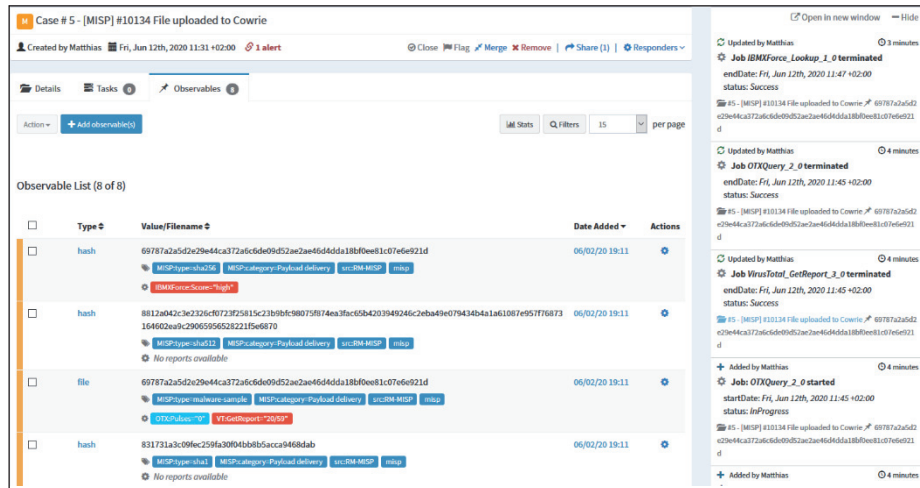 M Case # 5 - [MISP] #10134 File uploaded to Cowrie
Created by Matthias Fri, Jun 12th, 2020 11:31 +02:00 1 alert
Close Flag Merge Remove | Share (1) | Responders
Details Tasks 0 Observables 8
Action + Add observable(s) Stats Filters 15 per page
Observable List (8 of 8)
Type Value/Filename Date Added Actions
hash 69787a2a5d2e29e44ca372a6c6de09d52ae2ae46d4dda18bf0ee81c07e6e921d 06/02/20 19:11
MISP:type=sha256 MISP:category=Payload delivery src:RM-MISP misp
IBMXForce:Score="high"
hash 8812a042c3e2326cf0723f25815c23b9bfc98075f874ea3fac65b4203949246c2eba49e079434b4a1a61087e957f76873 06/02/20 19:11
164602ea9c29065956528221f5e6870
MISP:type=sha512 MISP:category=Payload delivery src:RM-MISP misp
No reports available
file 69787a2a5d2e29e44ca372a6c6de09d52ae2ae46d4dda18bf0ee81c07e6e921d 06/02/20 19:11
MISP:type=malware-sample MISP:category=Payload delivery src:RM-MISP misp
OTX:Pulses="0" VT:GetReport="20/59"
hash 831731a3c09fec259fa30f04bb8b5acca9468dab 06/02/20 19:11
MISP:type=sha1 MISP:category=Payload delivery src:RM-MISP misp
No reports available
Open in new window Hide
Updated by Matthias 3 minutes
Job IBMXForce_Lookup_1_0 terminated
endDate: Fri, Jun 12th, 2020 11:47 +02:00
status: Success
#5 - [MISP] #10134 File uploaded to Cowrie 69787a2a5d2
e29e44ca372a6c6de09d52ae2ae46d4dda18bf0ee81c07e6e921
d
Updated by Matthias 4 minutes
Job OTXQuery_2_0 terminated
endDate: Fri, Jun 12th, 2020 11:45 +02:00
status: Success
#5 - [MISP] #10134 File uploaded to Cowrie 69787a2a5d2
e29e44ca372a6c6de09d52ae2ae46d4dda18bf0ee81c07e6e921
d
Updated by Matthias 4 minutes
Job VirusTotal_GetReport_3_0 terminated
endDate: Fri, Jun 12th, 2020 11:45 +02:00
status: Success
#5 - [MISP] #10134 File uploaded to Cowrie 69787a2a5d2
e29e44ca372a6c6de09d52ae2ae46d4dda18bf0ee81c07e6e921
d
Added by Matthias 4 minutes
Job: OTXQuery_2_0 started
startDate: Fri, Jun 12th, 2020 11:45 +02:00
status: InProgress
#5 - [MISP] #10134 File uploaded to Cowrie 69787a2a5d2
e29e44ca372a6c6de09d52ae2ae46d4dda18bf0ee81c07e6e921
d
Added by Matthias 4 minutes